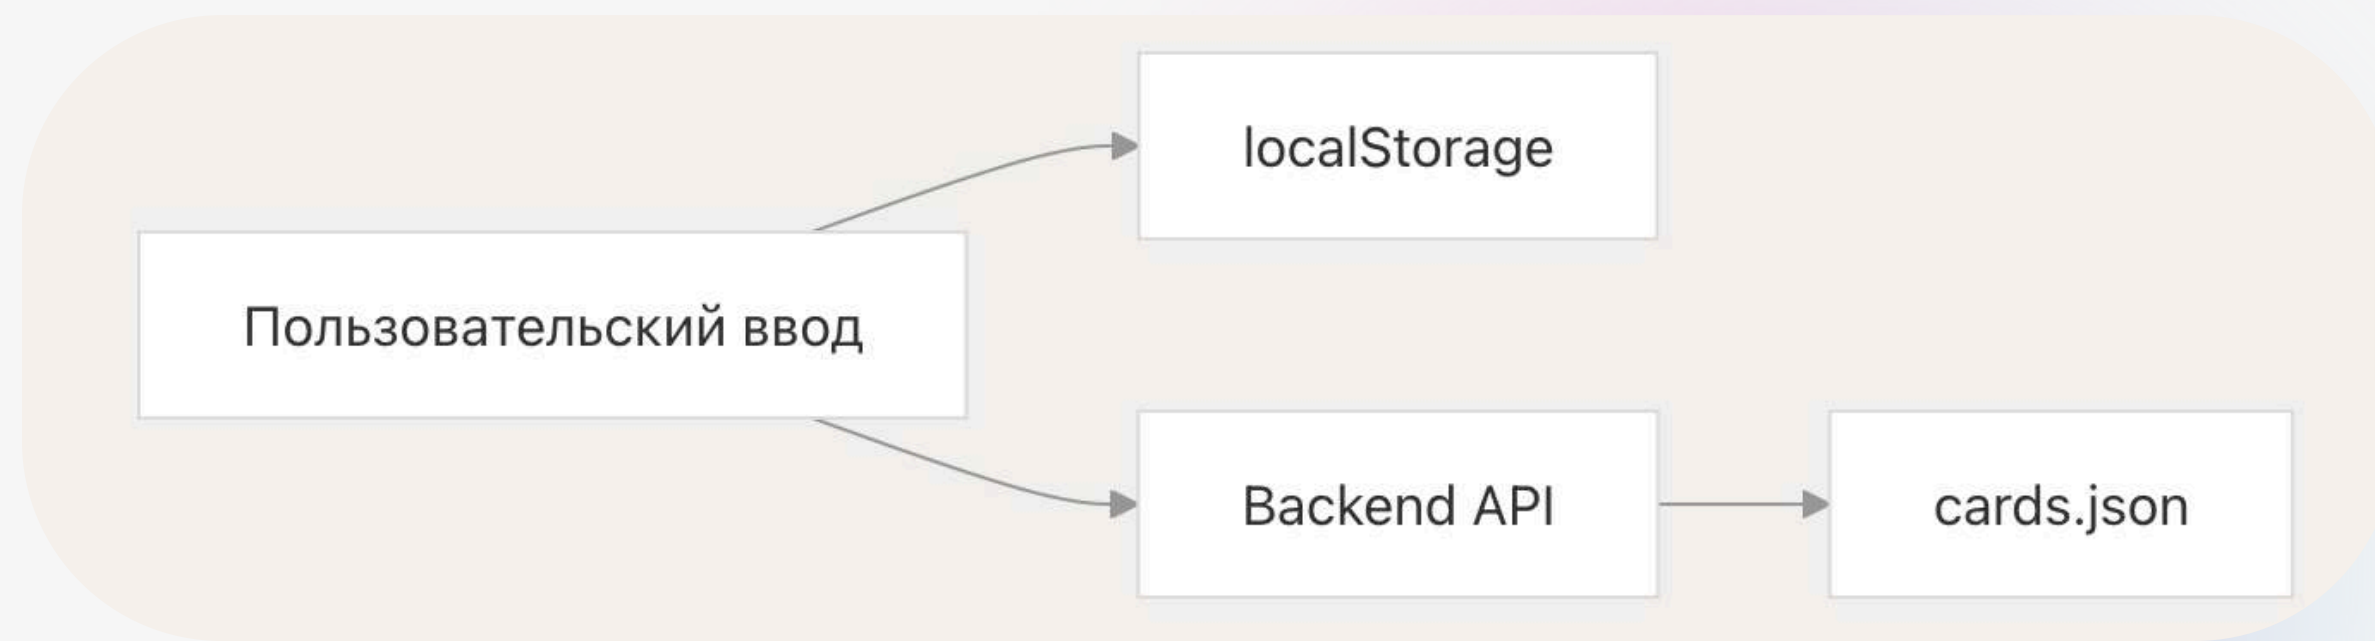 localStorage
Пользовательский ввод
Backend API
cards.json